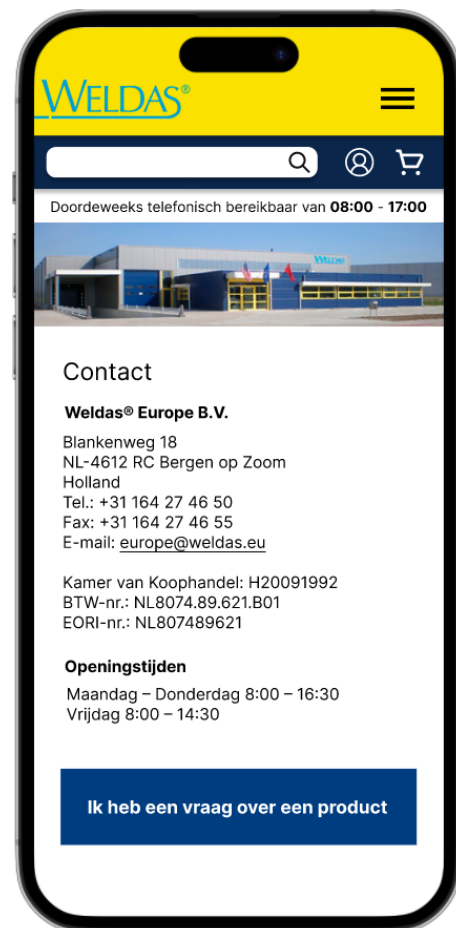 WELDAS®
Doordeweeks telefonisch bereikbaar van 08:00 - 17:00
WELDAS
Contact
Weldas® Europe B.V.
Blankenweg 18
NL-4612 RC Bergen op Zoom
Holland
Tel.: +31 164 27 46 50
Fax: +31 164 27 46 55
E-mail: europe@weldas.eu
Kamer van Koophandel: H20091992
BTW-nr.: NL8074.89.621.B01
EORI-nr.: NL807489621
Openingstijden
Maandag – Donderdag 8:00 – 16:30
Vrijdag 8:00 – 14:30
Ik heb een vraag over een product